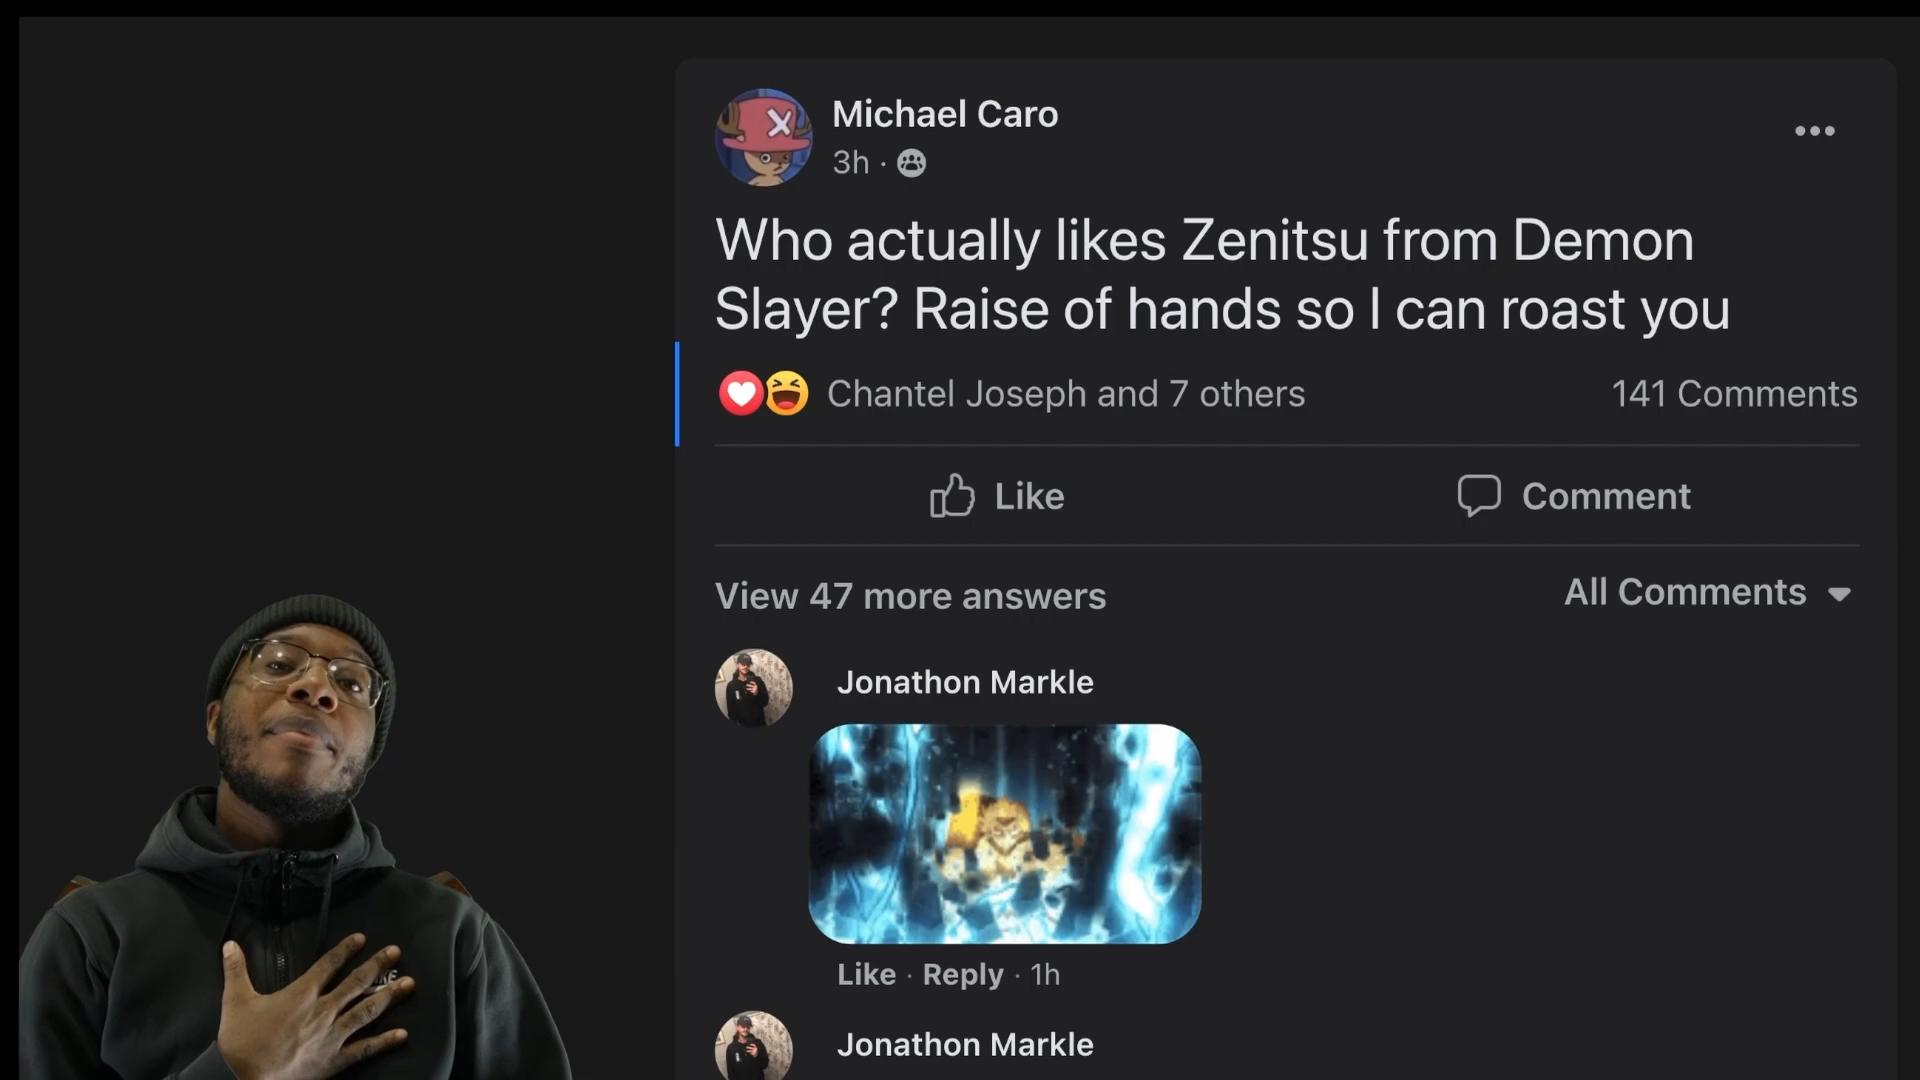 Michael Caro
3h ·
Who actually likes Zenitsu from Demon
Slayer? Raise of hands so I can roast you
Chantel Joseph and 7 others
141 Comments
Like
Comment
View 47 more answers
All Comments
Jonathon Markle
Like · Reply · 1h
Jonathon Markle